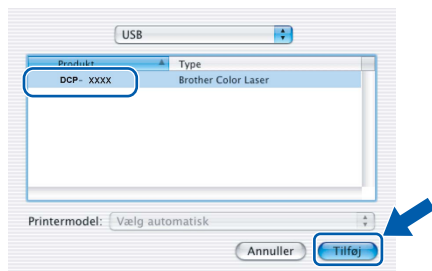 USB
Produkt Type
DCP- XXXX Brother Color Laser
Printermodel: Vælg automatisk
Annuller Tilføj